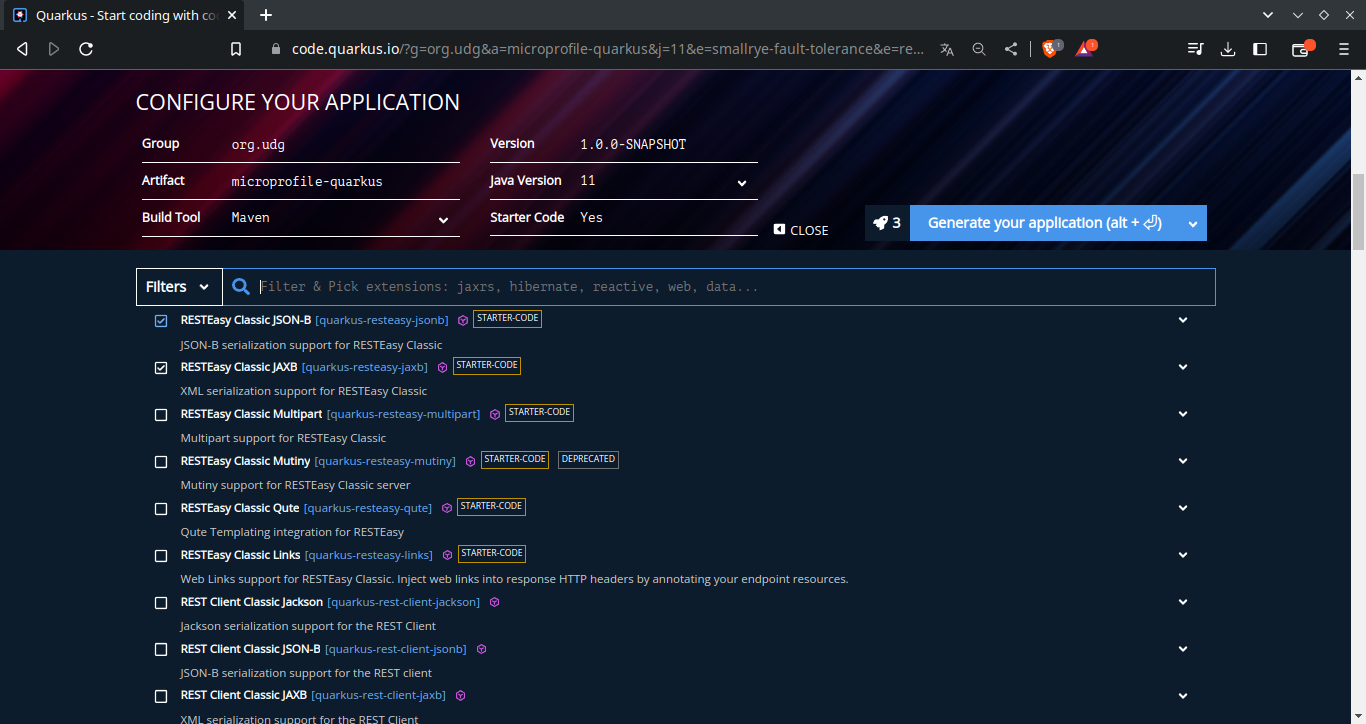 Quarkus - Start coding with co
code.quarkus.io/?g=org.udg&a=microprofile-quarkus&j=11&e=smallrye-fault-tolerance&e=re...
1
1
CONFIGURE YOUR APPLICATION
Group org.udg Version 1.0.0-SNAPSHOT
Artifact microprofile-quarkus Java Version 11
Build Tool Maven Starter Code Yes
CLOSE 3 Generate your application (alt + ⏎)
Filters Filter & Pick extensions: jaxrs, hibernate, reactive, web, data...
RESTEasy Classic JSON-B [quarkus-resteasy-jsonb] STARTER-CODE
JSON-B serialization support for RESTEasy Classic
RESTEasy Classic JAXB [quarkus-resteasy-jaxb] STARTER-CODE
XML serialization support for RESTEasy Classic
RESTEasy Classic Multipart [quarkus-resteasy-multipart] STARTER-CODE
Multipart support for RESTEasy Classic
RESTEasy Classic Mutiny [quarkus-resteasy-mutiny] STARTER-CODE DEPRECATED
Mutiny support for RESTEasy Classic server
RESTEasy Classic Qute [quarkus-resteasy-qute] STARTER-CODE
Qute Templating integration for RESTEasy
RESTEasy Classic Links [quarkus-resteasy-links] STARTER-CODE
Web Links support for RESTEasy Classic. Inject web links into response HTTP headers by annotating your endpoint resources.
REST Client Classic Jackson [quarkus-rest-client-jackson]
Jackson serialization support for the REST Client
REST Client Classic JSON-B [quarkus-rest-client-jsonb]
JSON-B serialization support for the REST client
REST Client Classic JAXB [quarkus-rest-client-jaxb]
XML serialization support for the REST Client